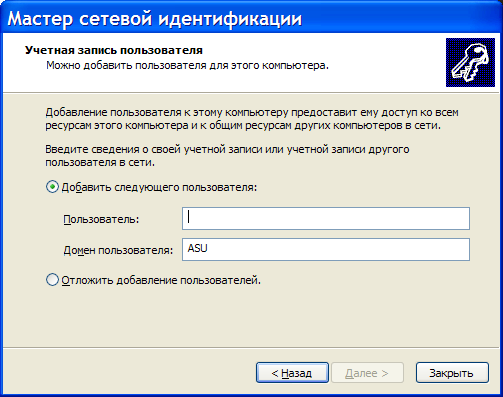 Мастер сетевой идентификации
Учетная запись пользователя
Можно добавить пользователя для этого компьютера.
Добавление пользователя к этому компьютеру предоставит ему доступ ко всем
ресурсам этого компьютера и к общим ресурсам других компьютеров в сети.
Введите сведения о своей учетной записи или учетной записи другого
пользователя в сети.
Добавить следующего пользователя:
Пользователь:
Домен пользователя: ASU
Отложить добавление пользователей.
< Назад Далее > Закрыть